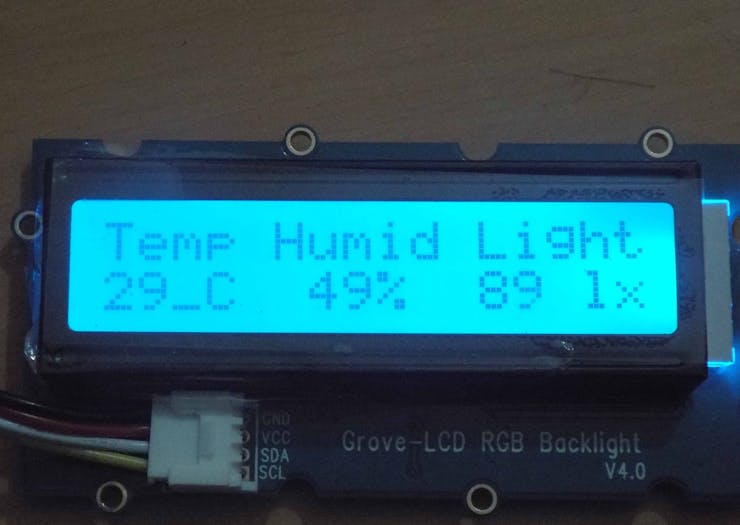 Temp Humid Light
29_C 49% 89 lx
GND
VCC
SDA
SCL
Grove-LCD RGB Backlight
V4.0